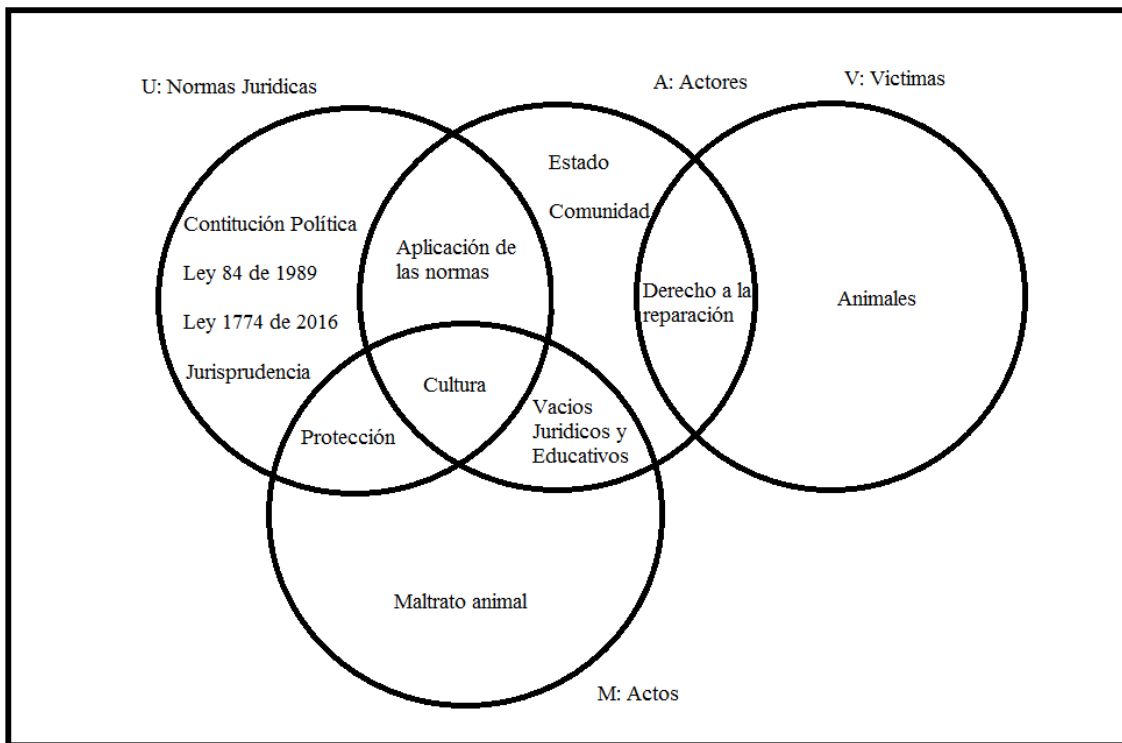 U: Normas Juridicas
A: Actores
V: Victimas
Contitución Política
Ley 84 de 1989
Ley 1774 de 2016
Jurisprudencia
Aplicación de
las normas
Estado
Comunidad
Derecho a la
reparación
Animales
Cultura
Protección
Vacios
Juridicos y
Educativos
Maltrato animal
M: Actos